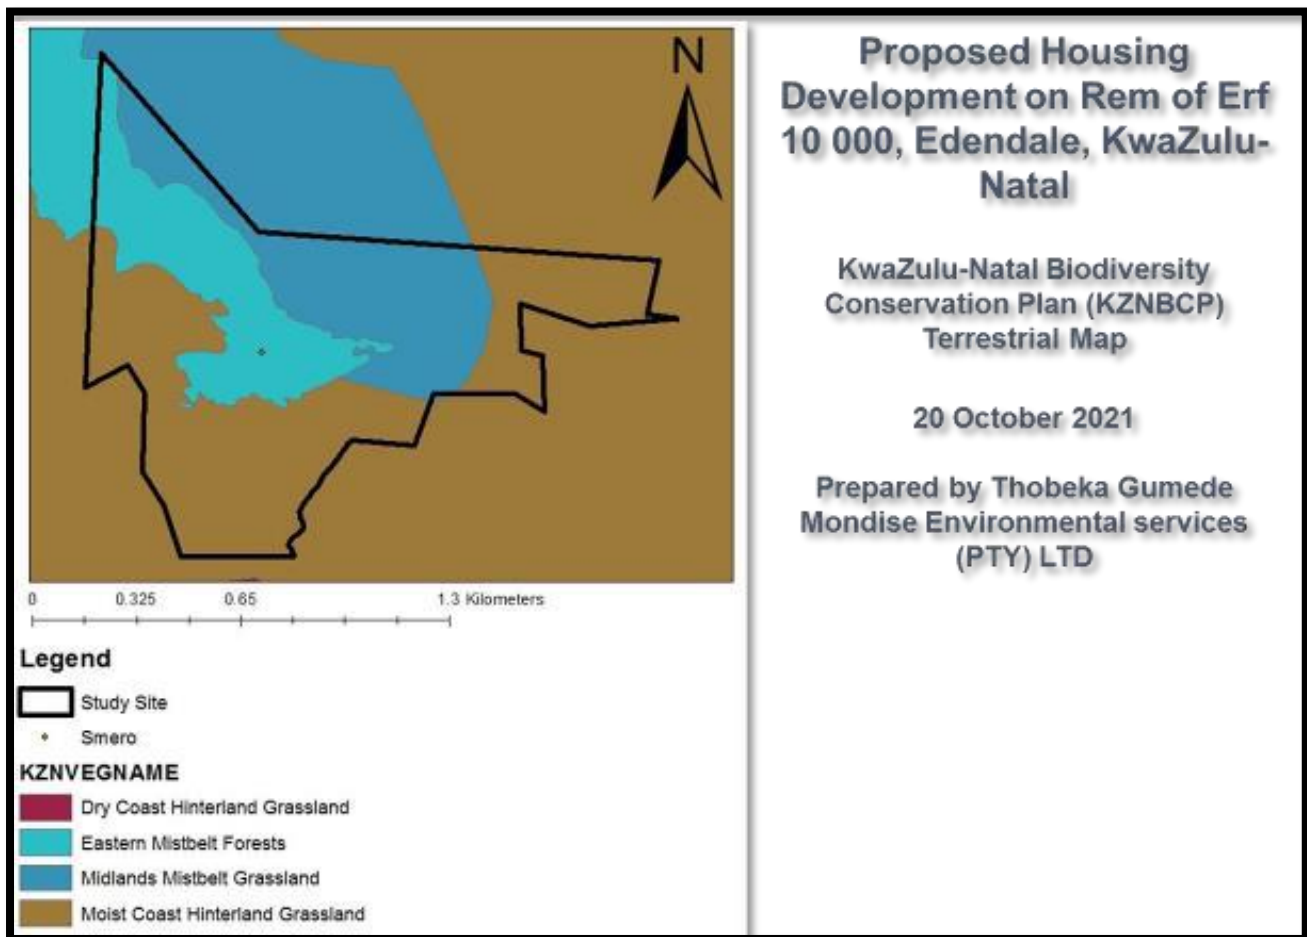 N
0 0.325 0.65 1.3 Kilometers
Legend
Study Site
Smero
KZNVEGNAME
Dry Coast Hinterland Grassland
Eastern Mistbelt Forests
Midlands Mistbelt Grassland
Moist Coast Hinterland Grassland
Proposed Housing
Development on Rem of Erf
10 000, Edendale, KwaZulu-
Natal
KwaZulu-Natal Biodiversity
Conservation Plan (KZNBCP)
Terrestrial Map
20 October 2021
Prepared by Thobeka Gumede
Mondise Environmental services
(PTY) LTD